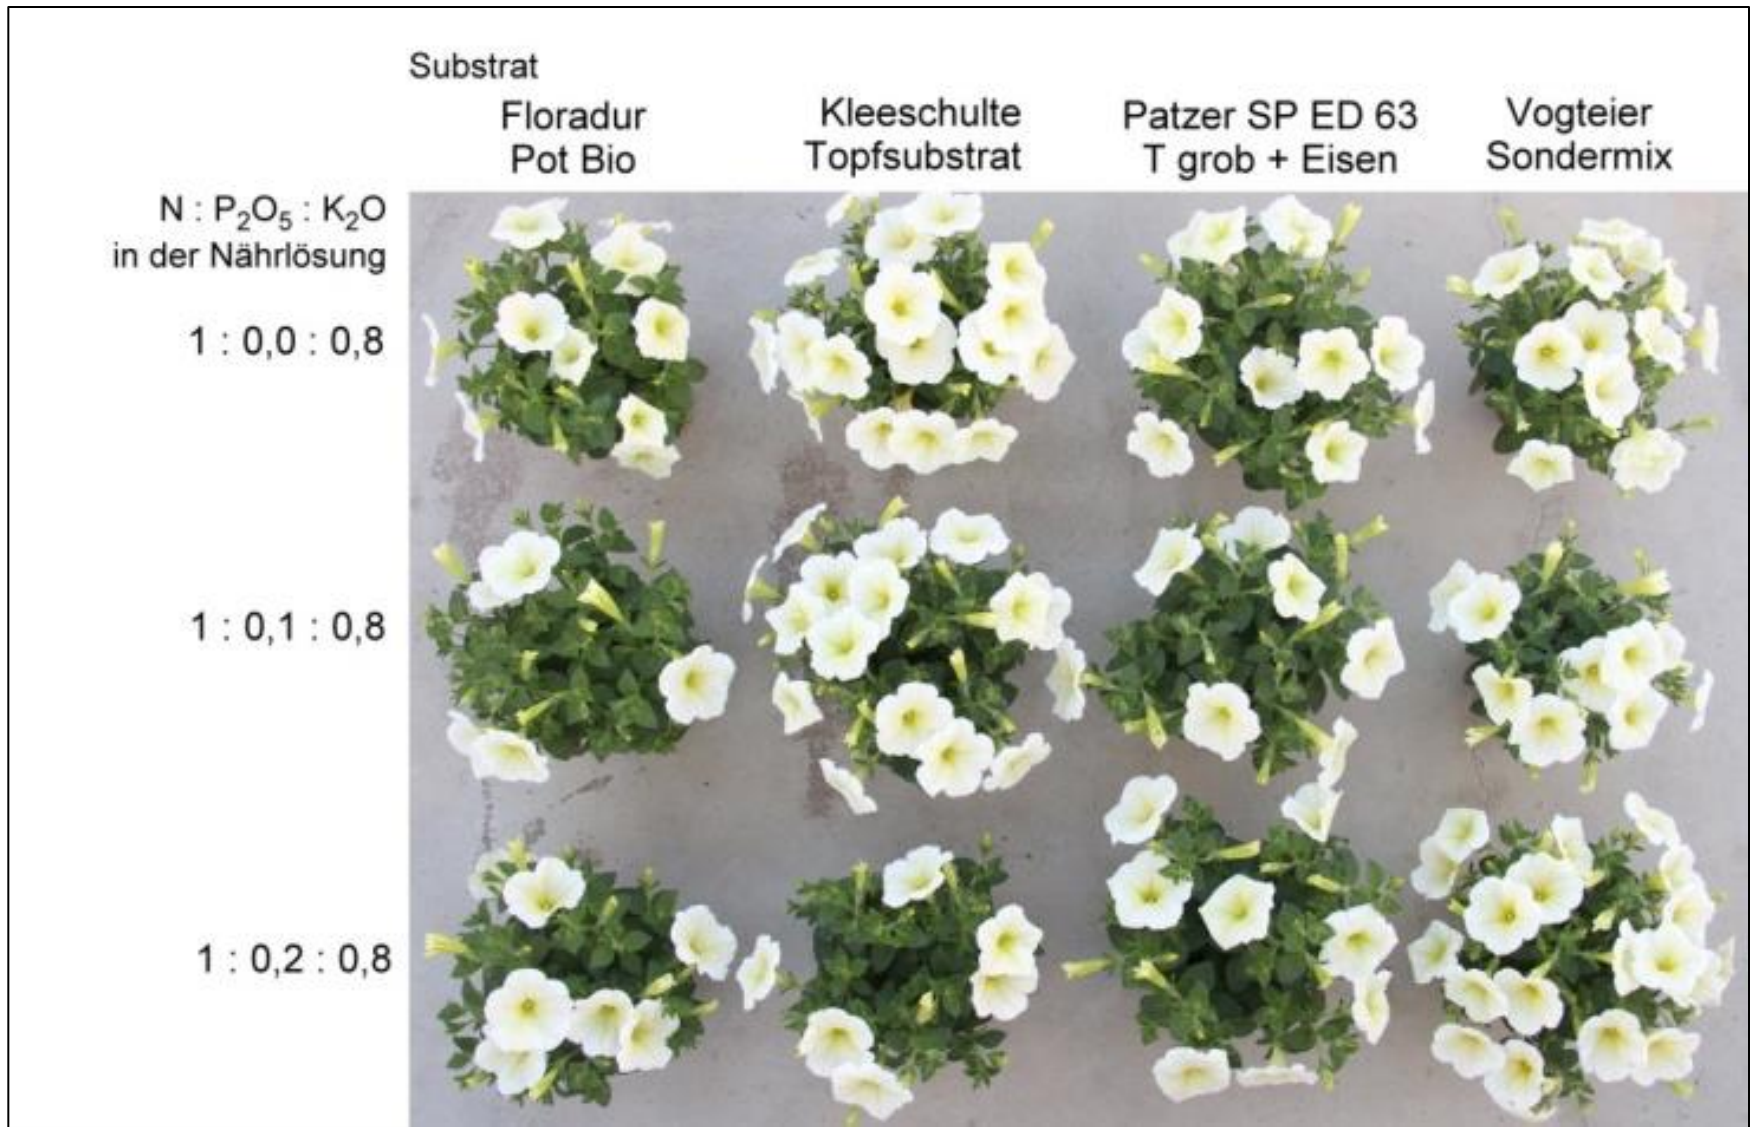 Substrat
Floradur
Pot Bio
Kleeschulte
Topfsubstrat
Patzer SP ED 63
T grob + Eisen
Vogteier
Sondermix
N : P₂O₅ : K₂O
in der Nährlösung
1 : 0,0 : 0,8
1 : 0,1 : 0,8
1 : 0,2 : 0,8